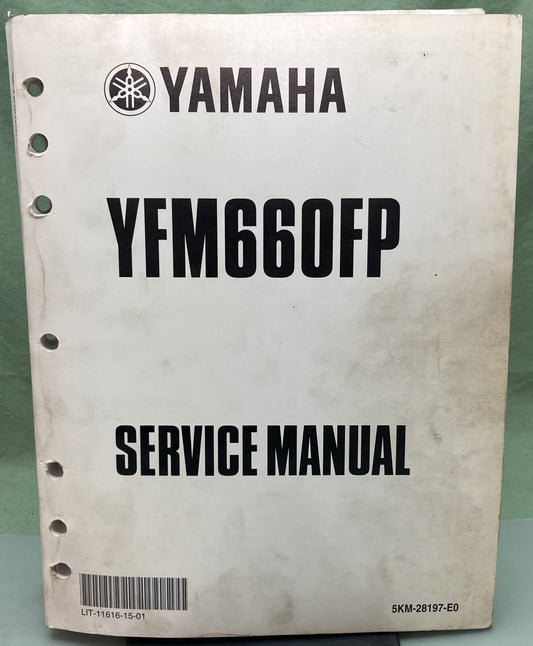 YAMAHA
YFM660FP
SERVICE MANUAL
LIT-11616-15-01
5KM-28197-E0